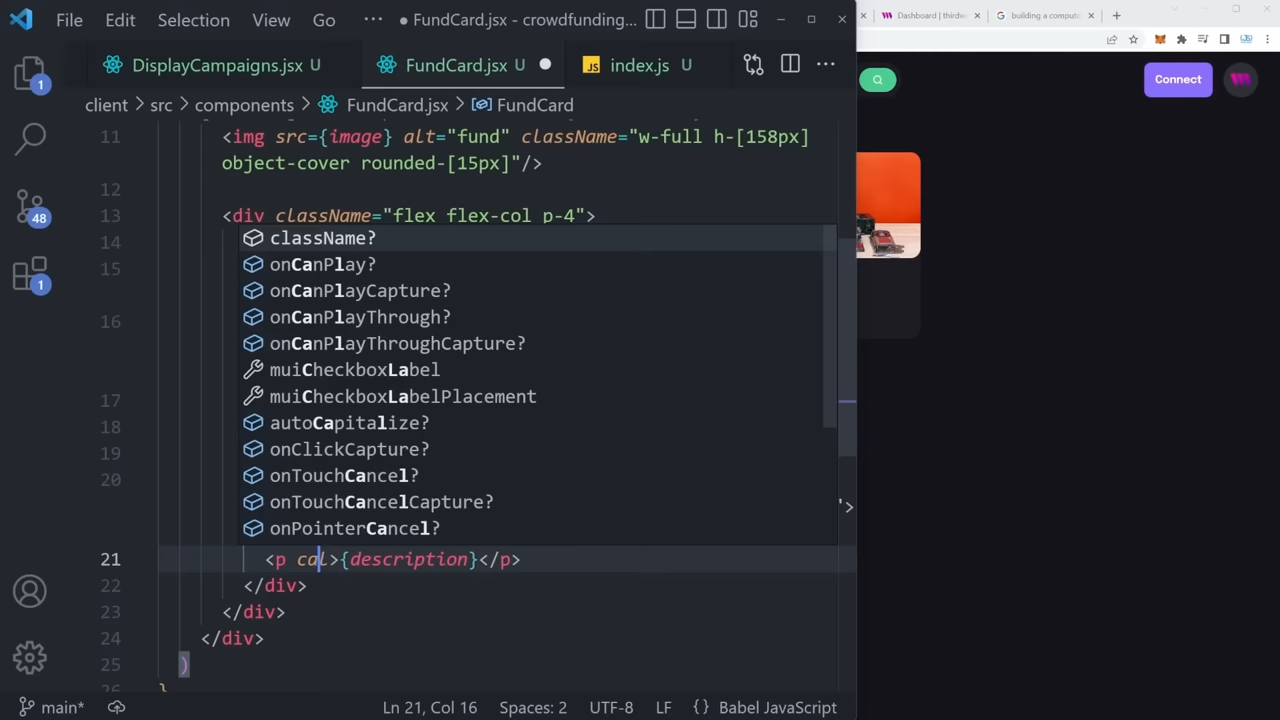 File Edit Selection View Go ··· ● FundCard.jsx - crowdfunding...
Dashboard | thirdw
building a compute
DisplayCampaigns.jsx U
FundCard.jsx U
index.js U
Connect
client > src > components > FundCard.jsx > FundCard
11 <img src={image} alt="fund" className="w-full h-[158px]
object-cover rounded-[15px]"/>
12
13 <div className="flex flex-col p-4">
14 className?
15 onCanPlay?
onCanPlayCapture?
16 onCanPlayThrough?
onCanPlayThroughCapture?
muiCheckboxLabel
17 muiCheckboxLabelPlacement
18 autoCapitalize?
19 onClickCapture?
20 onTouchCancel?
onTouchCancelCapture? ">
onPointerCancel?
21 <p cal>{description}</p>
22 </div>
23 </div>
24 </div>
25 )
26 }
1
48
1
main* Ln 21, Col 16 Spaces: 2 UTF-8 LF {} Babel JavaScript